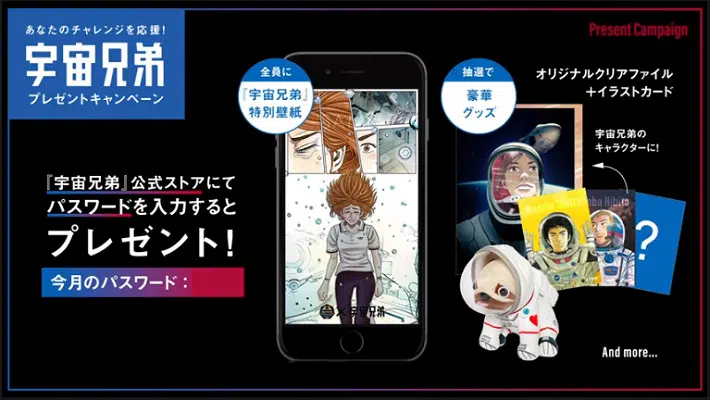 あなたのチャレンジを応援!
宇宙兄弟
プレゼントキャンペーン
Present Campaign
全員に
『宇宙兄弟』
特別壁紙
抽選で
豪華
グッズ
オリジナルクリアファイル
+イラストカード
宇宙兄弟の
キャラクターに!
『宇宙兄弟』公式ストアにて
パスワードを入力すると
プレゼント!
今月のパスワード:
×宇宙兄弟
Hibito
?
And more...